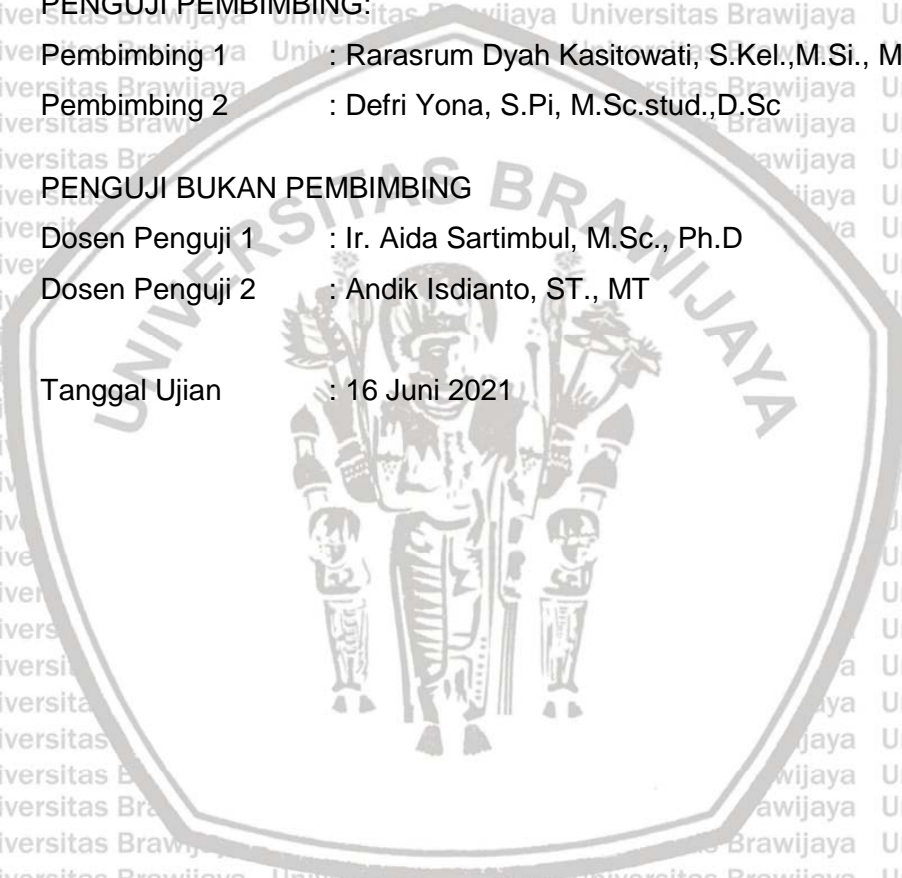 PENGUJI PEMBIMBING:
Pembimbing 1 : Rarasrum Dyah Kasitowati, S.Kel.,M.Si., M
Pembimbing 2 : Defri Yona, S.Pi, M.Sc.stud.,D.Sc
PENGUJI BUKAN PEMBIMBING
Dosen Penguji 1 : Ir. Aida Sartimbul, M.Sc., Ph.D
Dosen Penguji 2 : Andik Isdianto, ST., MT
Tanggal Ujian : 16 Juni 2021
UNIVERSITAS BRAWIJAYA